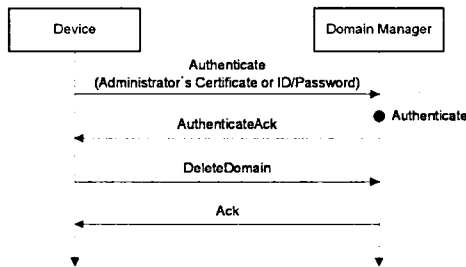 Device
Domain Manager
Authenticate
(Administrator's Certificate or ID/Password)
Authenticate
AuthenticateAck
DeleteDomain
Ack